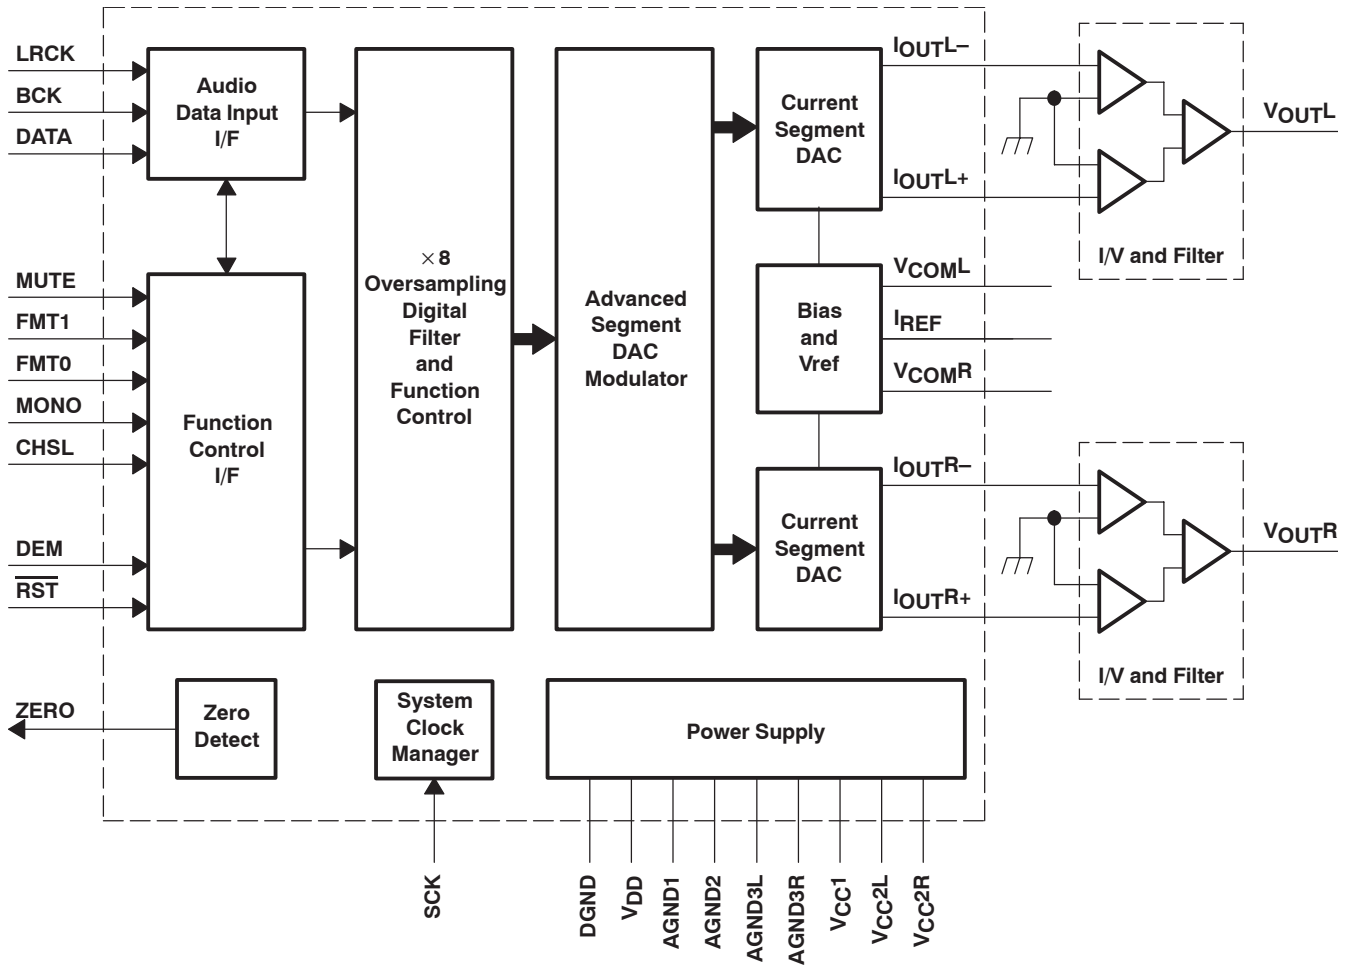 LRCK
BCK
DATA
Audio
Data Input
I/F
MUTE
FMT1
FMT0
MONO
CHSL
DEM
RST
Function
Control
I/F
×8
Oversampling
Digital
Filter
and
Function
Control
Advanced
Segment
DAC
Modulator
Current
Segment
DAC
IOUTL–
IOUTL+
Bias
and
Vref
VCOML
IREF
VCOMR
Current
Segment
DAC
IOUTR–
IOUTR+
VOUTL
I/V and Filter
VOUTR
I/V and Filter
ZERO
Zero
Detect
System
Clock
Manager
SCK
Power Supply
DGND
VDD
AGND1
AGND2
AGND3L
AGND3R
VCC1
VCC2L
VCC2R